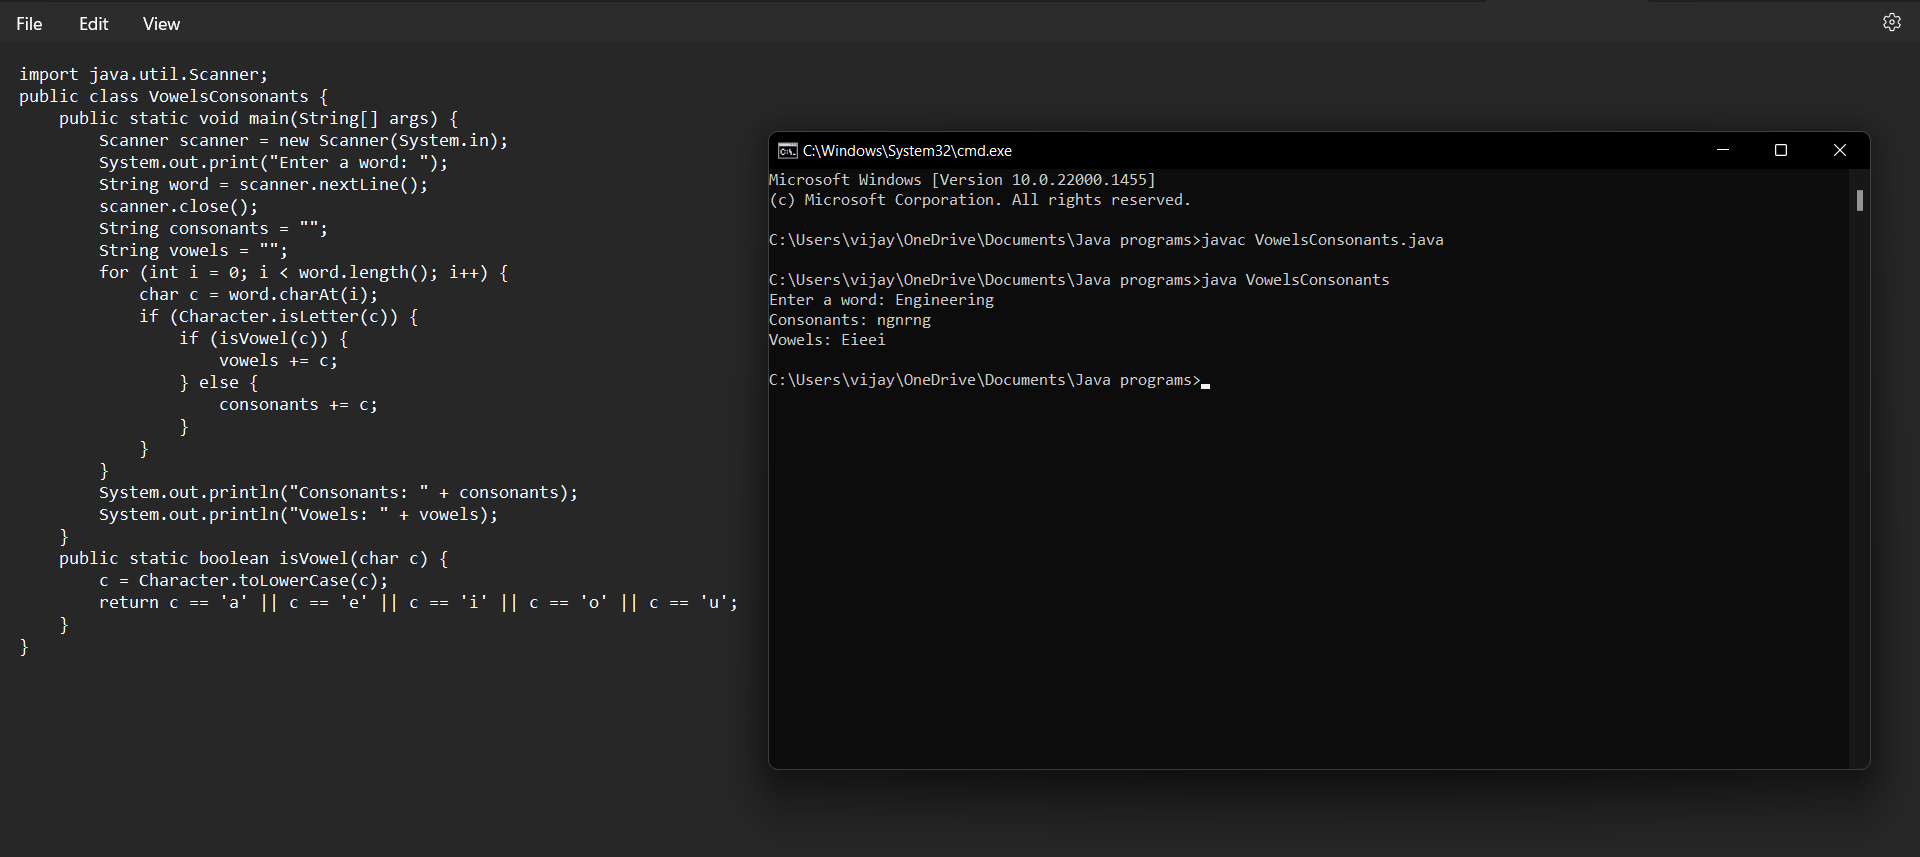 File Edit View
import java.util.Scanner;
public class VowelsConsonants {
    public static void main(String[] args) {
        Scanner scanner = new Scanner(System.in);
        System.out.print("Enter a word: ");
        String word = scanner.nextLine();
        scanner.close();
        String consonants = "";
        String vowels = "";
        for (int i = 0; i < word.length(); i++) {
            char c = word.charAt(i);
            if (Character.isLetter(c)) {
                if (isVowel(c)) {
                    vowels += c;
                } else {
                    consonants += c;
                }
            }
        }
        System.out.println("Consonants: " + consonants);
        System.out.println("Vowels: " + vowels);
    }
    public static boolean isVowel(char c) {
        c = Character.toLowerCase(c);
        return c == 'a' || c == 'e' || c == 'i' || c == 'o' || c == 'u';
    }
}
C:\Windows\System32\cmd.exe
Microsoft Windows [Version 10.0.22000.1455]
(c) Microsoft Corporation. All rights reserved.
C:\Users\vijay\OneDrive\Documents\Java programs>javac VowelsConsonants.java
C:\Users\vijay\OneDrive\Documents\Java programs>java VowelsConsonants
Enter a word: Engineering
Consonants: ngnrng
Vowels: Eieei
C:\Users\vijay\OneDrive\Documents\Java programs>